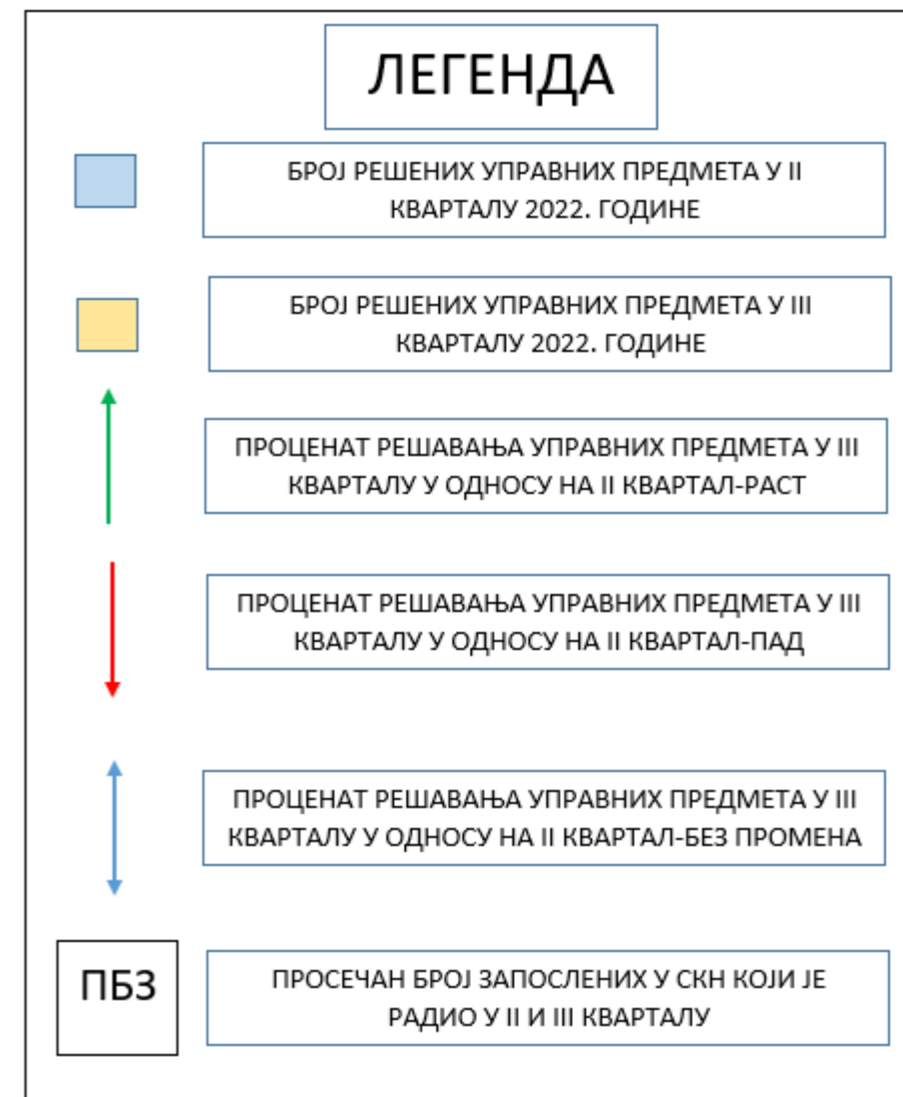 ЛЕГЕНДА
БРОЈ РЕШЕНИХ УПРАВНИХ ПРЕДМЕТА У II
КВАРТАЛУ 2022. ГОДИНЕ
БРОЈ РЕШЕНИХ УПРАВНИХ ПРЕДМЕТА У III
КВАРТАЛУ 2022. ГОДИНЕ
ПРОЦЕНАТ РЕШАВАЊА УПРАВНИХ ПРЕДМЕТА У III
КВАРТАЛУ У ОДНОСУ НА II КВАРТАЛ-РАСТ
ПРОЦЕНАТ РЕШАВАЊА УПРАВНИХ ПРЕДМЕТА У III
КВАРТАЛУ У ОДНОСУ НА II КВАРТАЛ-ПАД
ПРОЦЕНАТ РЕШАВАЊА УПРАВНИХ ПРЕДМЕТА У III
КВАРТАЛУ У ОДНОСУ НА II КВАРТАЛ-БЕЗ ПРОМЕНА
ПБЗ
ПРОСЕЧАН БРОЈ ЗАПОСЛЕНИХ У СКН КОЈИ ЈЕ
РАДИО У II И III КВАРТАЛУ